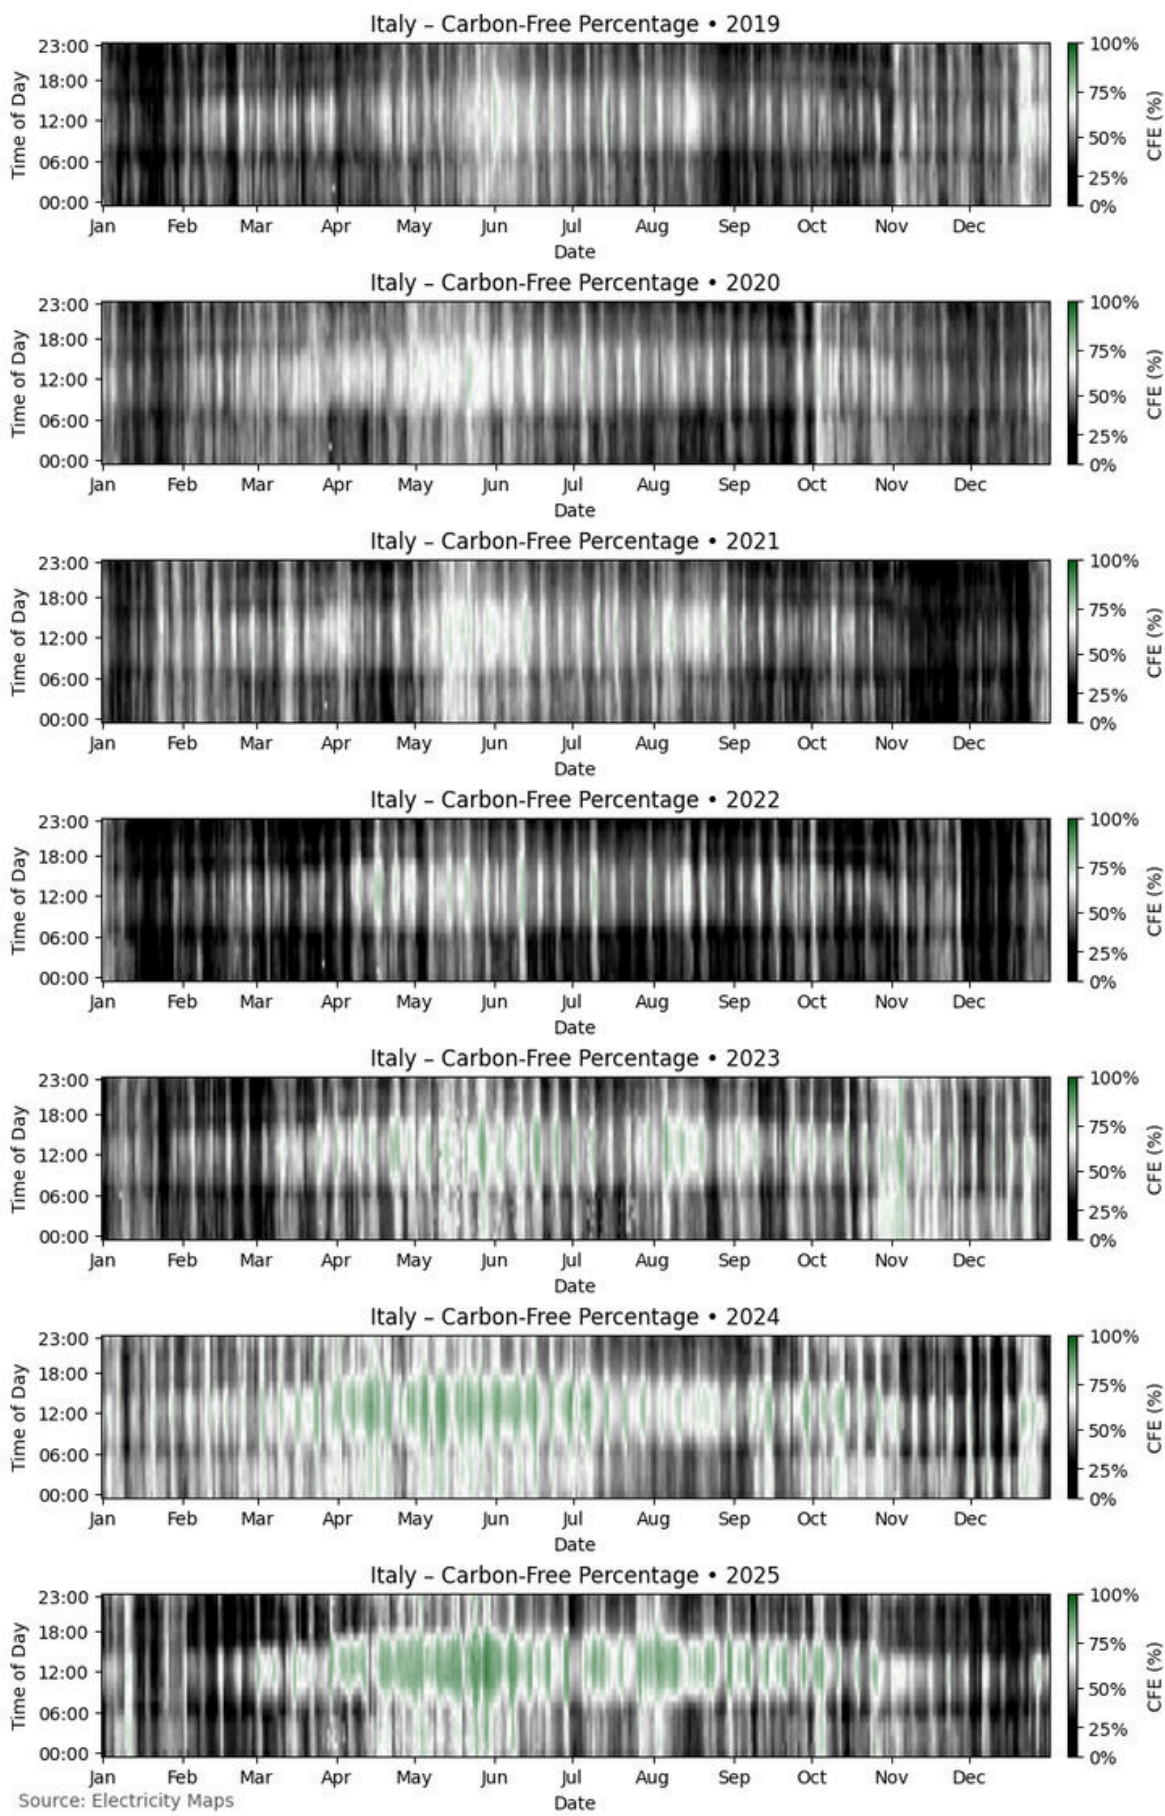 Italy – Carbon-Free Percentage • 2019
23:00
18:00
12:00
06:00
00:00
Time of Day
Jan Feb Mar Apr May Jun Jul Aug Sep Oct Nov Dec
Date
100%
75%
50%
25%
0%
CFE (%)
Italy – Carbon-Free Percentage • 2020
23:00
18:00
12:00
06:00
00:00
Time of Day
Jan Feb Mar Apr May Jun Jul Aug Sep Oct Nov Dec
Date
100%
75%
50%
25%
0%
CFE (%)
Italy – Carbon-Free Percentage • 2021
23:00
18:00
12:00
06:00
00:00
Time of Day
Jan Feb Mar Apr May Jun Jul Aug Sep Oct Nov Dec
Date
100%
75%
50%
25%
0%
CFE (%)
Italy – Carbon-Free Percentage • 2022
23:00
18:00
12:00
06:00
00:00
Time of Day
Jan Feb Mar Apr May Jun Jul Aug Sep Oct Nov Dec
Date
100%
75%
50%
25%
0%
CFE (%)
Italy – Carbon-Free Percentage • 2023
23:00
18:00
12:00
06:00
00:00
Time of Day
Jan Feb Mar Apr May Jun Jul Aug Sep Oct Nov Dec
Date
100%
75%
50%
25%
0%
CFE (%)
Italy – Carbon-Free Percentage • 2024
23:00
18:00
12:00
06:00
00:00
Time of Day
Jan Feb Mar Apr May Jun Jul Aug Sep Oct Nov Dec
Date
100%
75%
50%
25%
0%
CFE (%)
Italy – Carbon-Free Percentage • 2025
23:00
18:00
12:00
06:00
00:00
Time of Day
Jan Feb Mar Apr May Jun Jul Aug Sep Oct Nov Dec
Date
100%
75%
50%
25%
0%
CFE (%)
Source: Electricity Maps